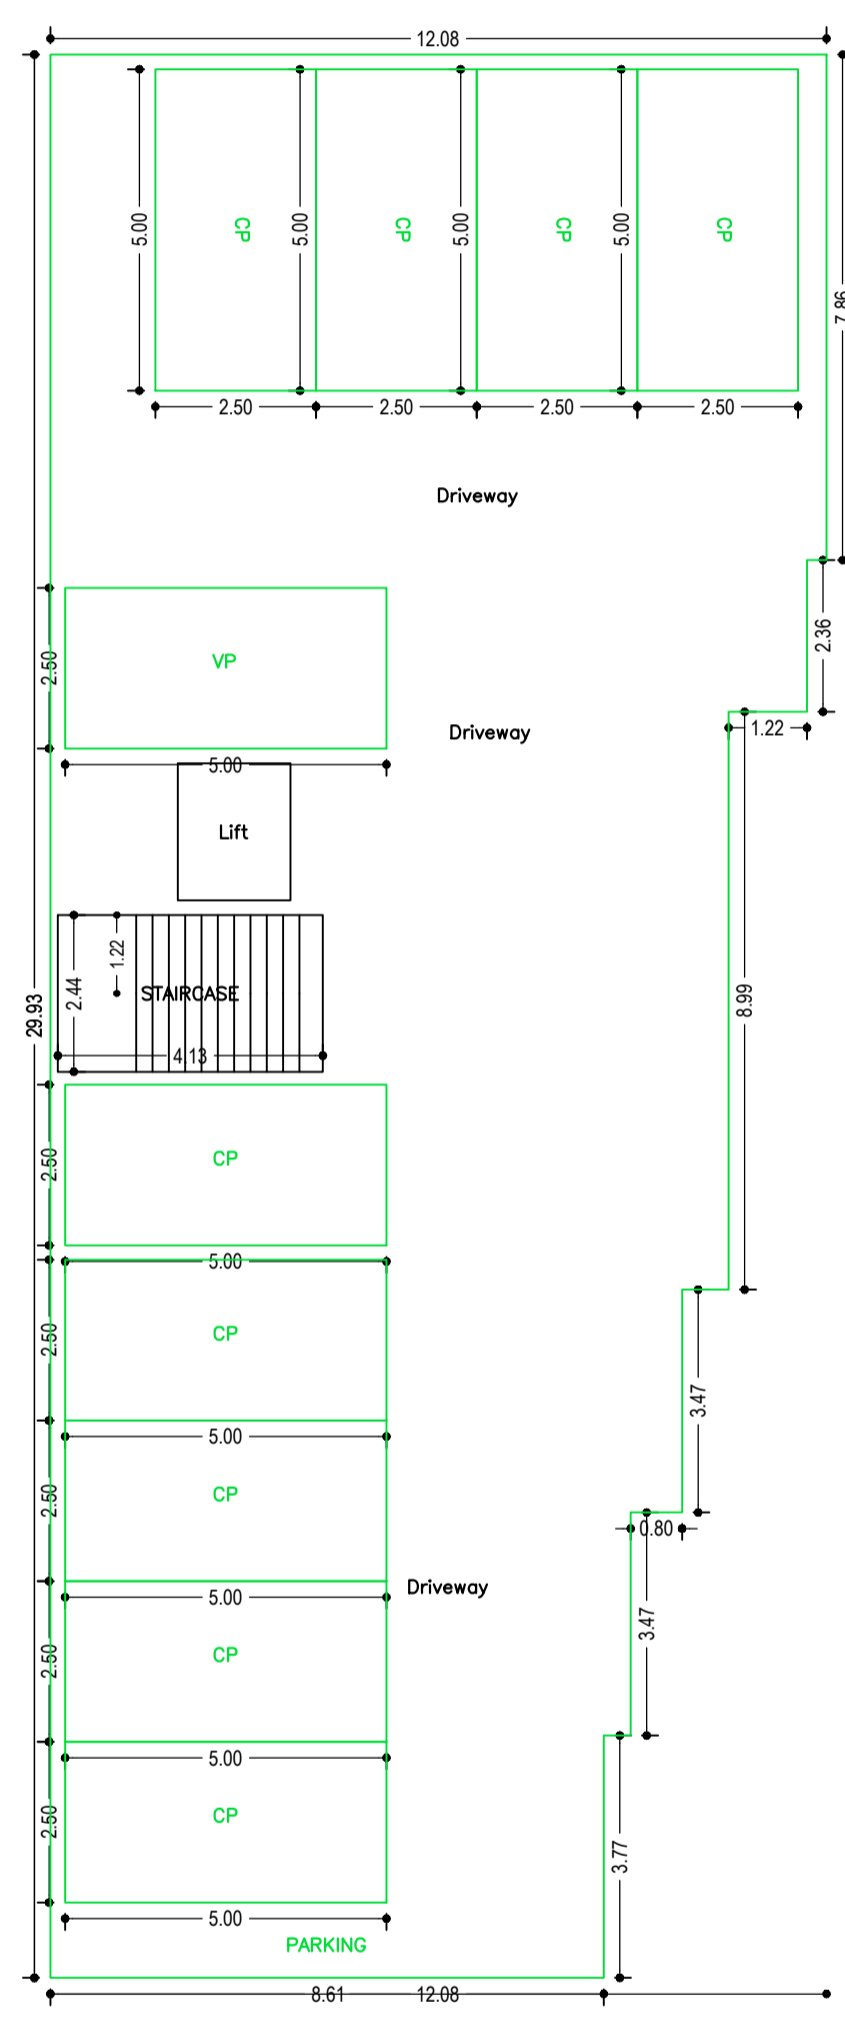 12.08
5.00
5.00
5.00
5.00
7.86
CP
CP
CP
CP
2.50
2.50
2.50
2.50
Driveway
2.36
2.50
VP
Driveway
1.22
5.00
Lift
1.22
2.44
STAIRCASE
29.93
8.99
4.13
2.50
CP
5.00
2.50
CP
3.47
5.00
2.50
CP
0.80
Driveway
5.00
3.47
2.50
CP
5.00
2.50
CP
3.77
5.00
PARKING
8.61
12.08